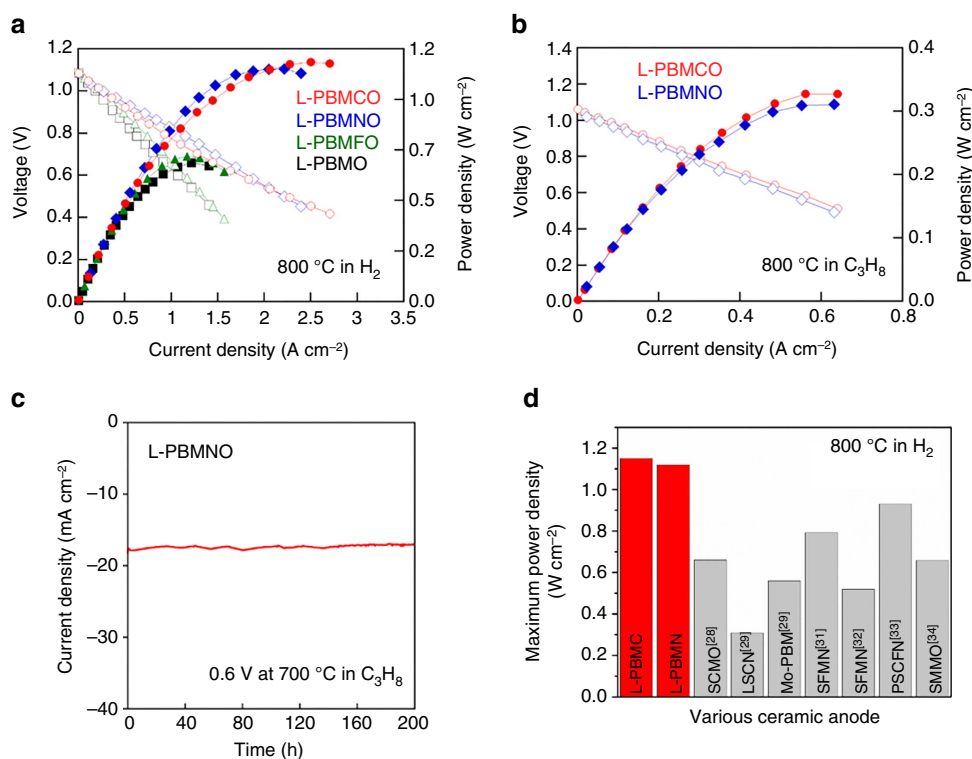 a
1.2
1.0
0.8
0.6
0.4
0.2
0.0
Voltage (V)
L-PBMCO
L-PBMNO
L-PBMFO
L-PBMO
800 °C in H2
1.2
1.0
0.7
0.5
0.2
0.0
Power density (W cm–2)
0 0.5 1 1.5 2 2.5 3 3.5
Current density (A cm–2)
b
1.4
1.2
1.0
0.8
0.6
0.4
0.2
0
Voltage (V)
L-PBMCO
L-PBMNO
800 °C in C3H8
0.4
0.3
0.2
0.1
0.0
Power density (W cm–2)
0 0.2 0.4 0.6 0.8
Current density (A cm–2)
c
0
–10
–20
–30
–40
Current density (mA cm–2)
L-PBMNO
0.6 V at 700 °C in C3H8
0 40 80 120 160 200
Time (h)
d
1.2
1.0
0.8
0.6
0.4
0.2
0.0
Maximum power density
(W cm–2)
800 °C in H2
L-PBMC
L-PBMN
SCMO[28]
LSCN[29]
Mo-PBM[29]
SFMN[31]
SFMN[32]
PSCFN[33]
SMMO[34]
Various ceramic anode